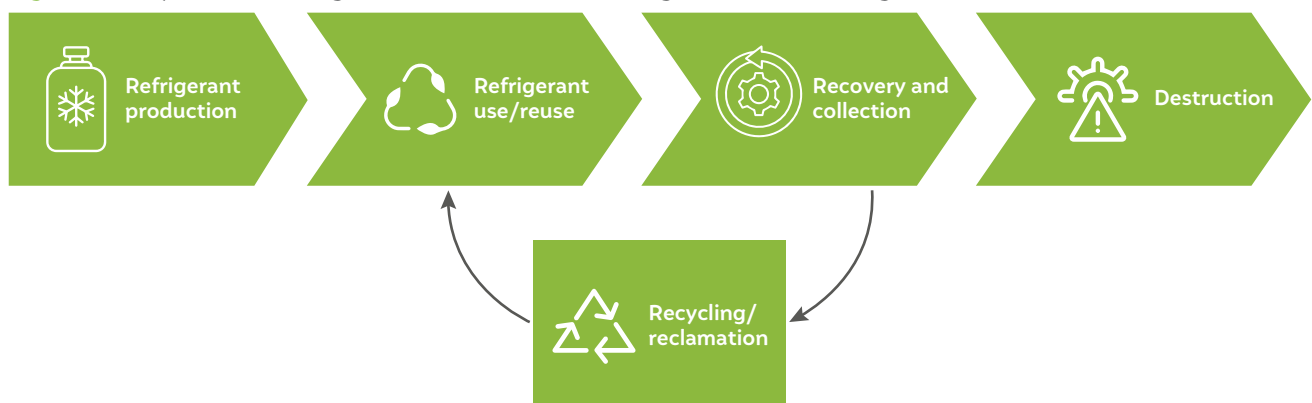 Refrigerant
production
Refrigerant
use/reuse
Recovery and
collection
Destruction
Recycling/
reclamation